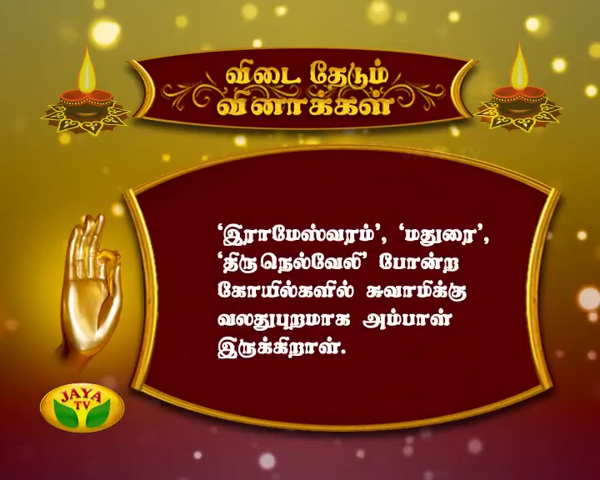 விடை தேடும்
வினாக்கள்
‘இராமேஸ்வரம்’, ‘மதுரை’,
‘திருநெல்வேலி’ போன்ற
கோயில்களில் சுவாமிக்கு
வலதுபுறமாக அம்பாள்
இருக்கிறாள்.
JAYA
TV